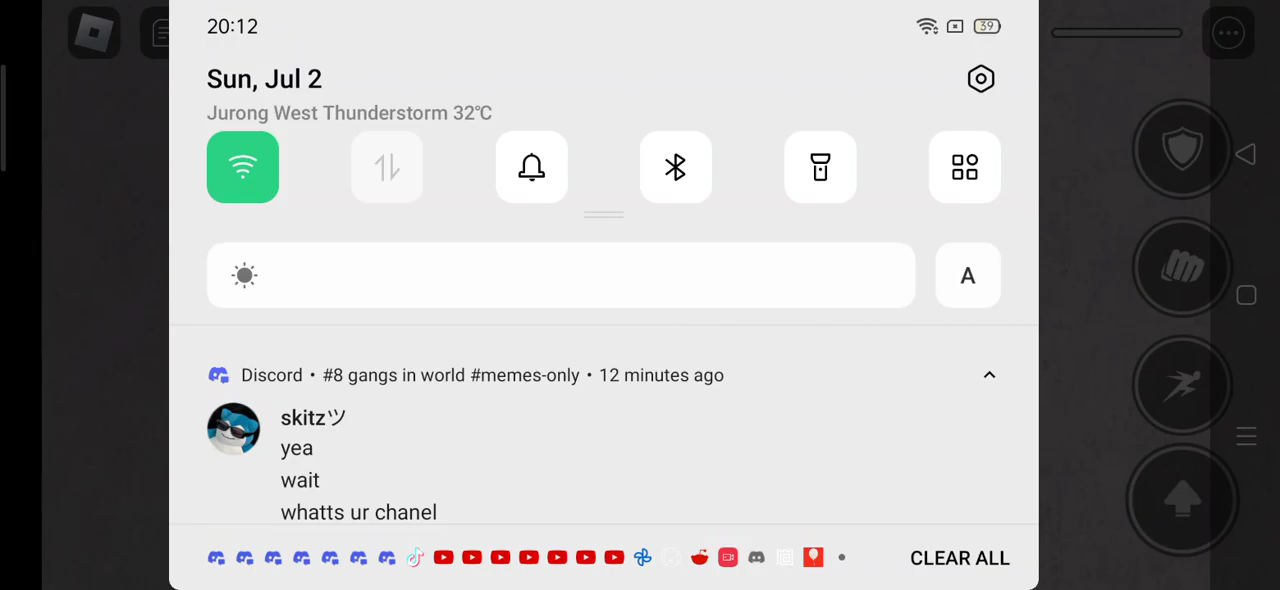 20:12
39
Sun, Jul 2
Jurong West Thunderstorm 32℃
A
Discord • #8 gangs in world #memes-only • 12 minutes ago
skitzツ
yea
wait
whatts ur chanel
CLEAR ALL